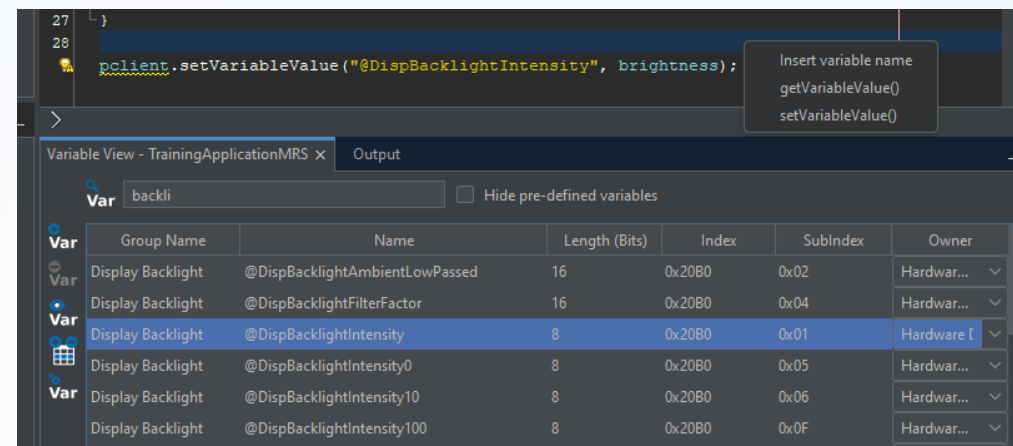 27 }
28
pclient.setVariableValue("@DispBacklightIntensity", brightness);
Insert variable name
getVariableValue()
setVariableValue()
Variable View - TrainingApplicationMRS × Output
Var backli Hide pre-defined variables
Var Group Name Name Length (Bits) Index SubIndex Owner
Var Display Backlight @DispBacklightAmbientLowPassed 16 0x20B0 0x02 Hardwar...
Display Backlight @DispBacklightFilterFactor 16 0x20B0 0x04 Hardwar...
Var Display Backlight @DispBacklightIntensity 8 0x20B0 0x01 Hardware D
Display Backlight @DispBacklightIntensity0 8 0x20B0 0x05 Hardwar...
Var Display Backlight @DispBacklightIntensity10 8 0x20B0 0x06 Hardwar...
Display Backlight @DispBacklightIntensity100 8 0x20B0 0x0F Hardwar...